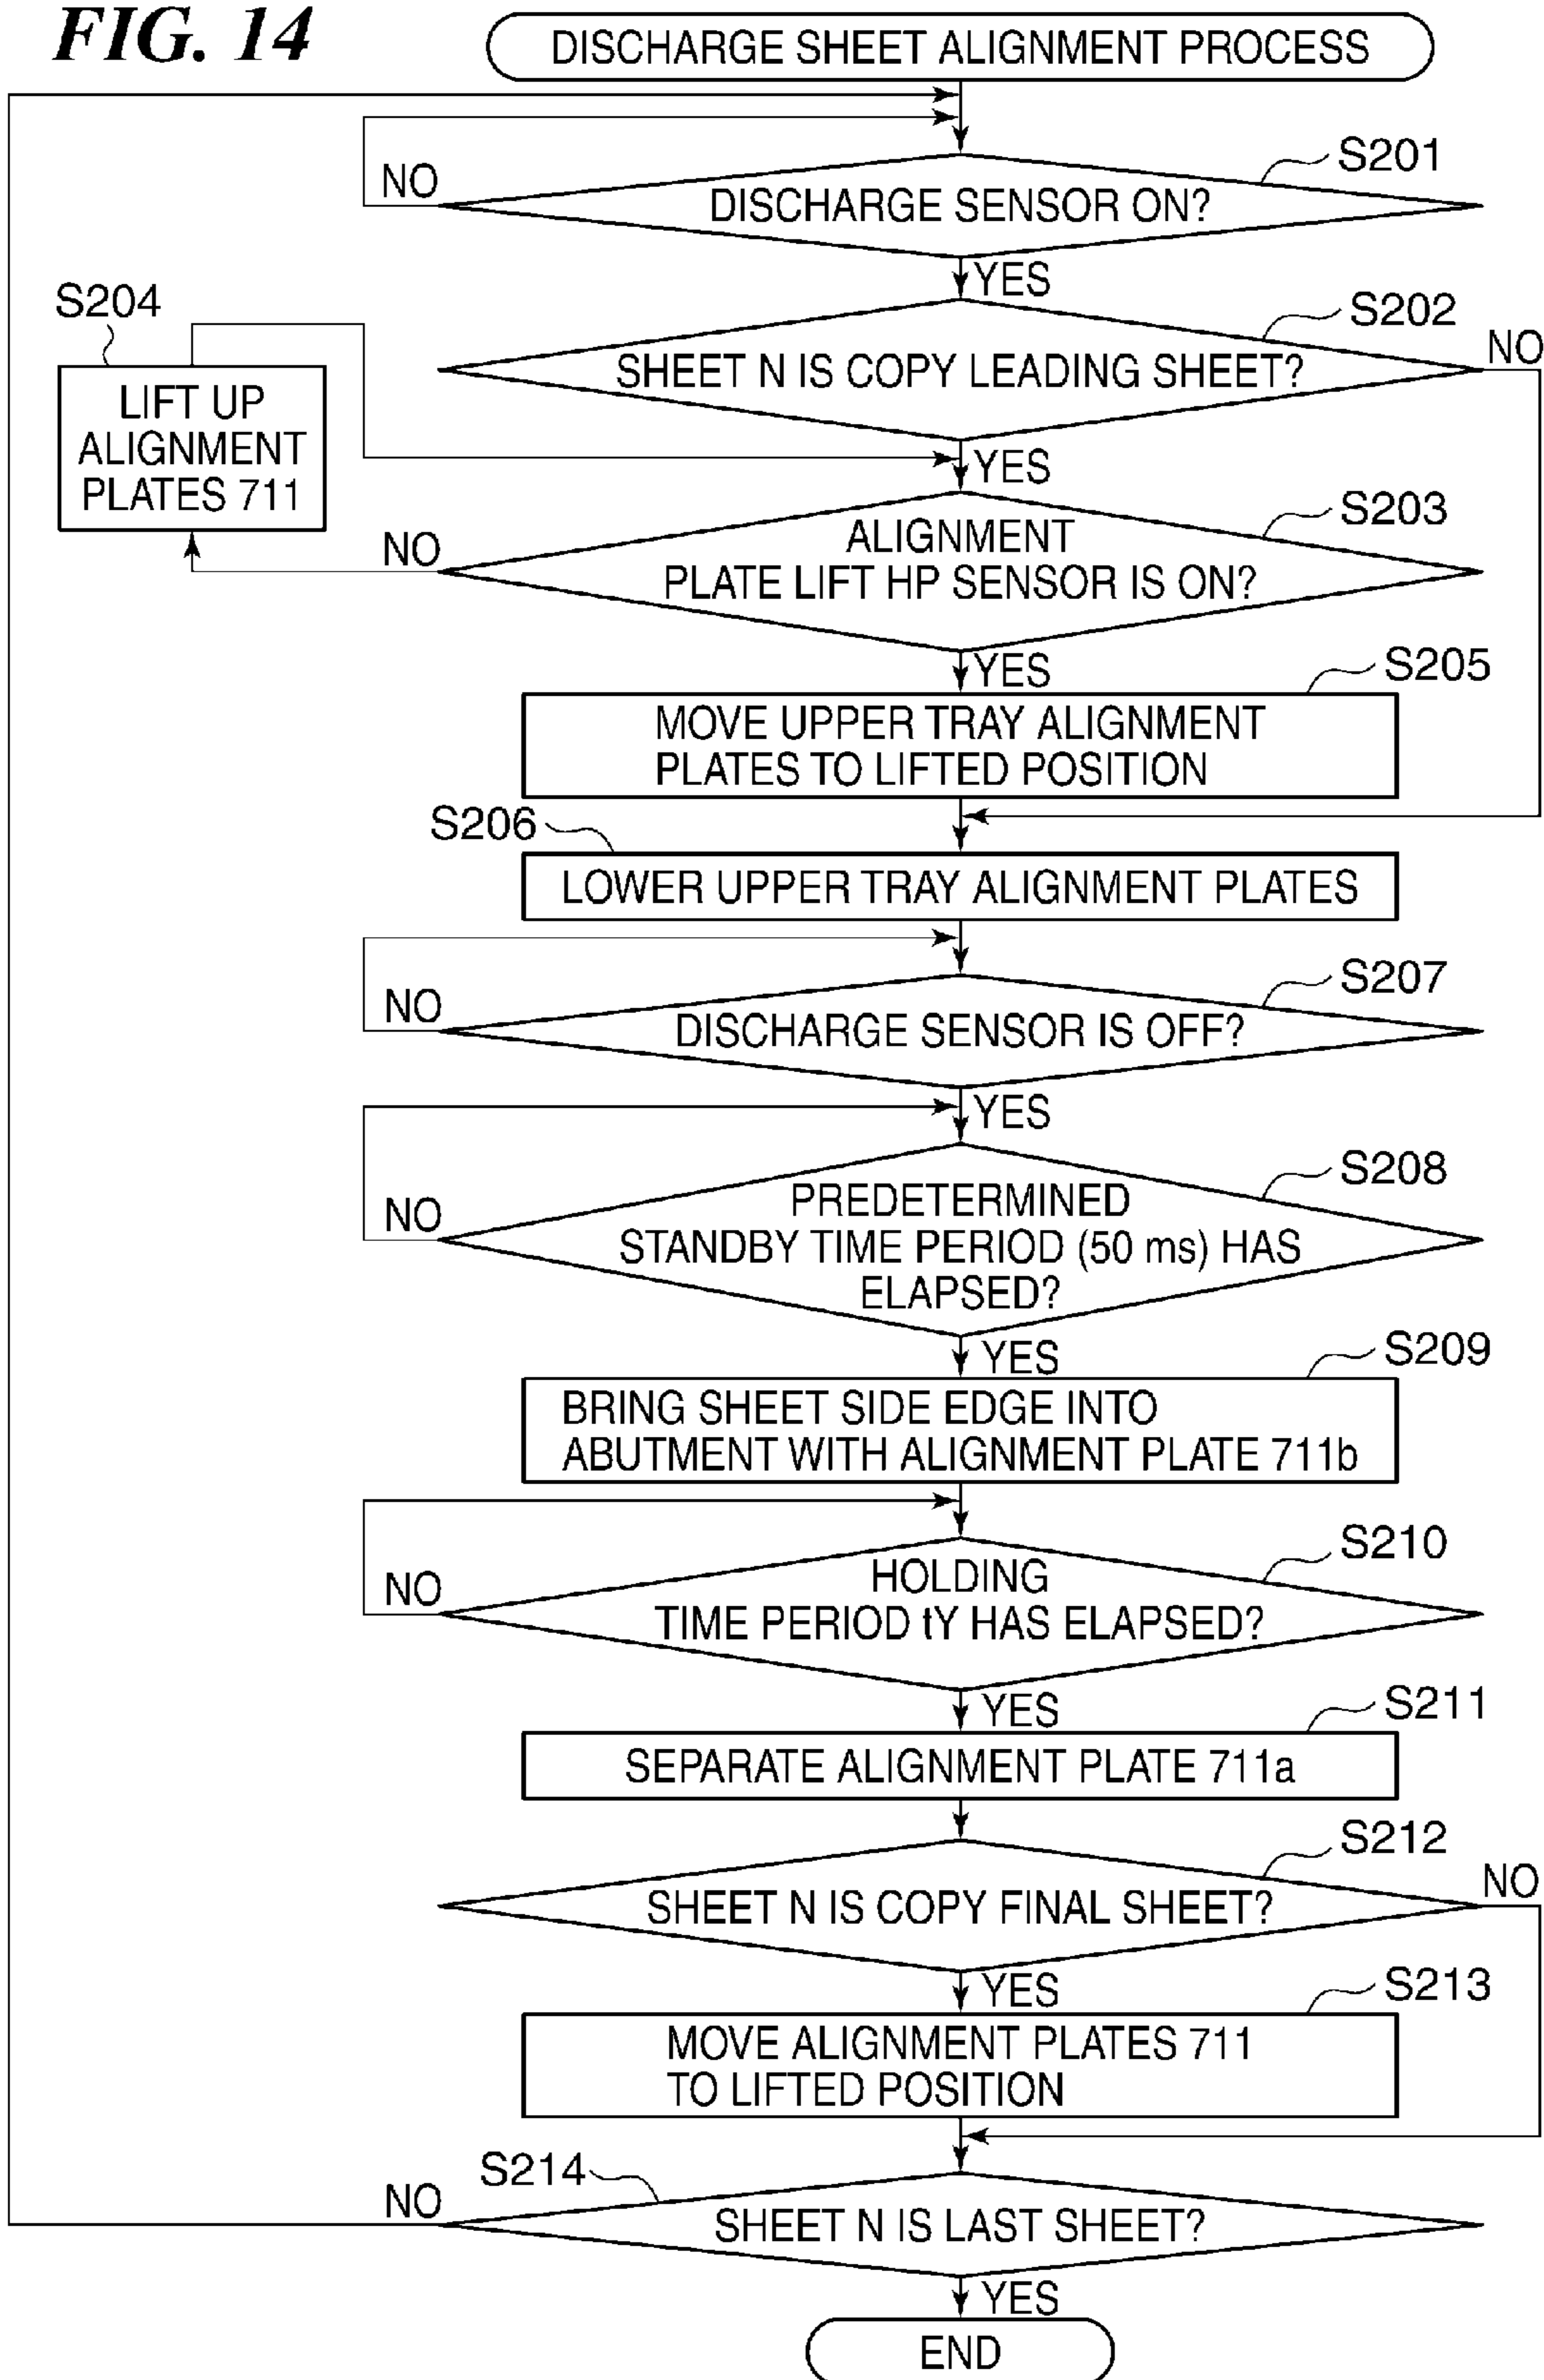 FIG. 14
DISCHARGE SHEET ALIGNMENT PROCESS
S201
NO
DISCHARGE SENSOR ON?
YES
S204
S202
NO
SHEET N IS COPY LEADING SHEET?
LIFT UP
ALIGNMENT
PLATES 711
YES
S203
NO
ALIGNMENT
PLATE LIFT HP SENSOR IS ON?
YES
S205
MOVE UPPER TRAY ALIGNMENT
PLATES TO LIFTED POSITION
S206
LOWER UPPER TRAY ALIGNMENT PLATES
S207
NO
DISCHARGE SENSOR IS OFF?
YES
S208
NO
PREDETERMINED
STANDBY TIME PERIOD (50 ms) HAS
ELAPSED?
YES
S209
BRING SHEET SIDE EDGE INTO
ABUTMENT WITH ALIGNMENT PLATE 711b
S210
NO
HOLDING
TIME PERIOD tY HAS ELAPSED?
YES
S211
SEPARATE ALIGNMENT PLATE 711a
S212
NO
SHEET N IS COPY FINAL SHEET?
YES
S213
MOVE ALIGNMENT PLATES 711
TO LIFTED POSITION
S214
NO
SHEET N IS LAST SHEET?
YES
END